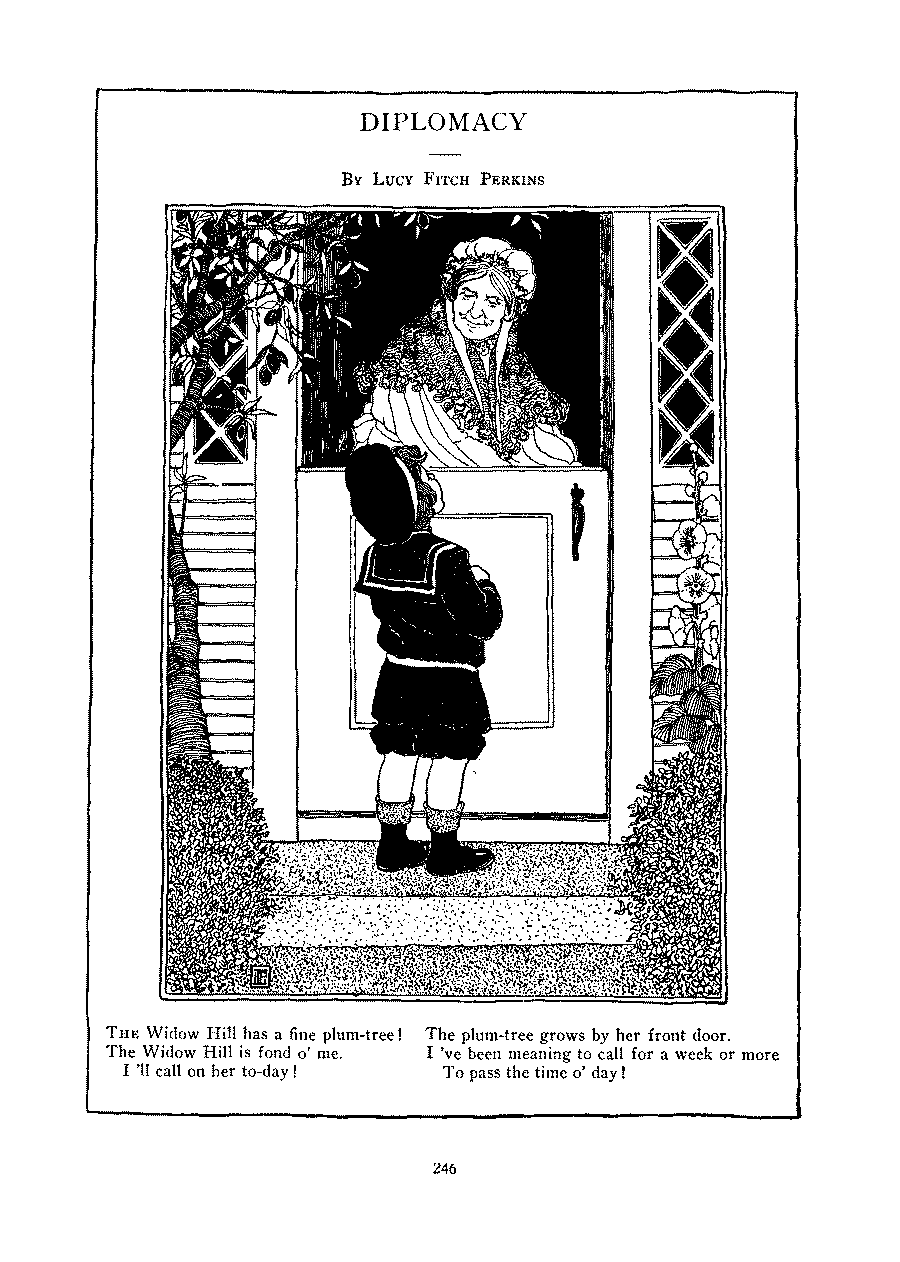 DIPLOMACY
BY LUCY FITCH PERKINS
THE Widow Hill has a fine plum-tree!
The Widow Hill is fond o' me.
I 'll call on her to-day!
The plum-tree grows by her front door.
I 've been meaning to call for a week or more
To pass the time o' day!
246